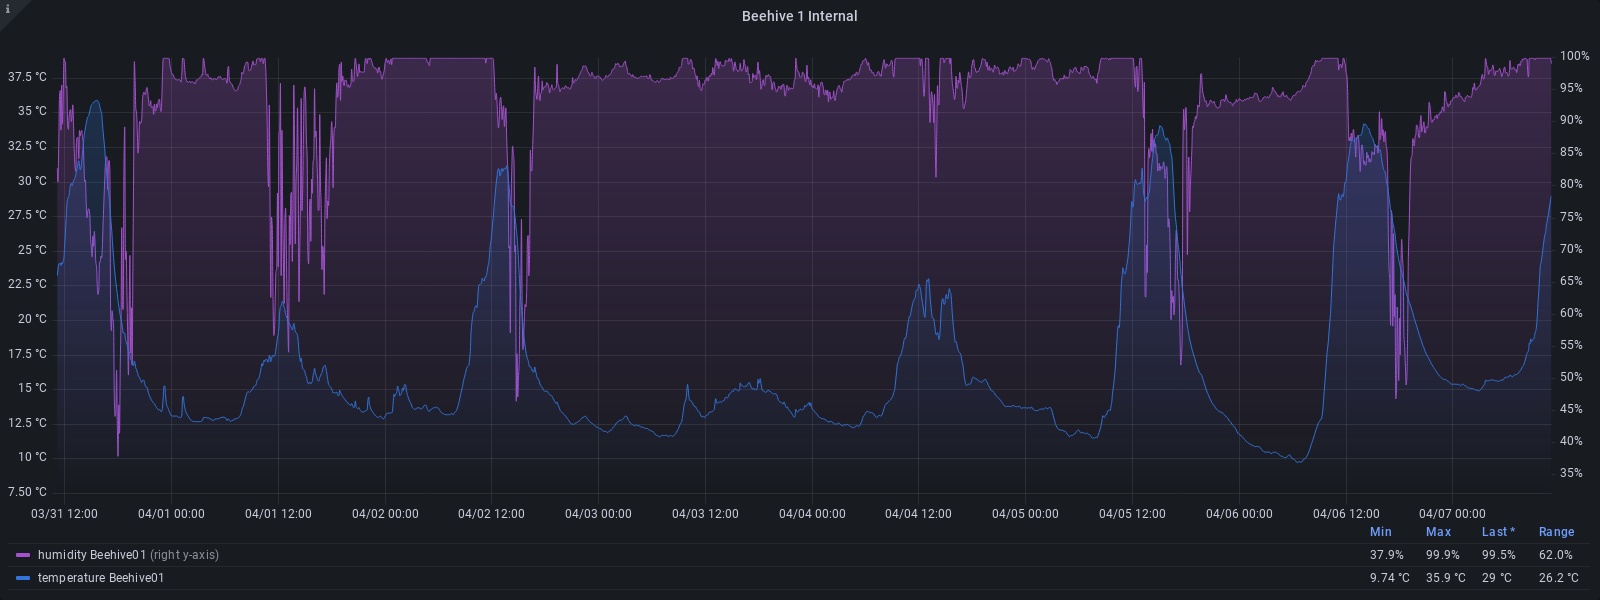 i
Beehive 1 Internal
37.5 °C
35 °C
32.5 °C
30 °C
27.5 °C
25 °C
22.5 °C
20 °C
17.5 °C
15 °C
12.5 °C
10 °C
7.50 °C
100%
95%
90%
85%
80%
75%
70%
65%
60%
55%
50%
45%
40%
35%
03/31 12:00 04/01 00:00 04/01 12:00 04/02 00:00 04/02 12:00 04/03 00:00 04/03 12:00 04/04 00:00 04/04 12:00 04/05 00:00 04/05 12:00 04/06 00:00 04/06 12:00 04/07 00:00
Min Max Last * Range
humidity Beehive01 (right y-axis) 37.9% 99.9% 99.5% 62.0%
temperature Beehive01 9.74 °C 35.9 °C 29 °C 26.2 °C